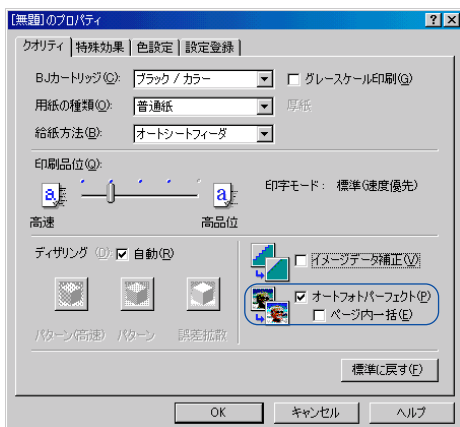 [無題]のプロパティ
クオリティ 特殊効果 色設定 設定登録
BJカートリッジ(C): ブラック / カラー グレースケール印刷(G)
用紙の種類(O): 普通紙 厚紙
給紙方法(B): オートシートフィーダ
印刷品位(Q):
a a 印字モード: 標準(速度優先)
高速 高品位
ディザリング (D): 自動(R) イメージデータ補正(V)
オートフォトパーフェクト(P)
ページ内一括(E)
パターン(高速) パターン 誤差拡散
標準に戻す(F)
OK キャンセル ヘルプ